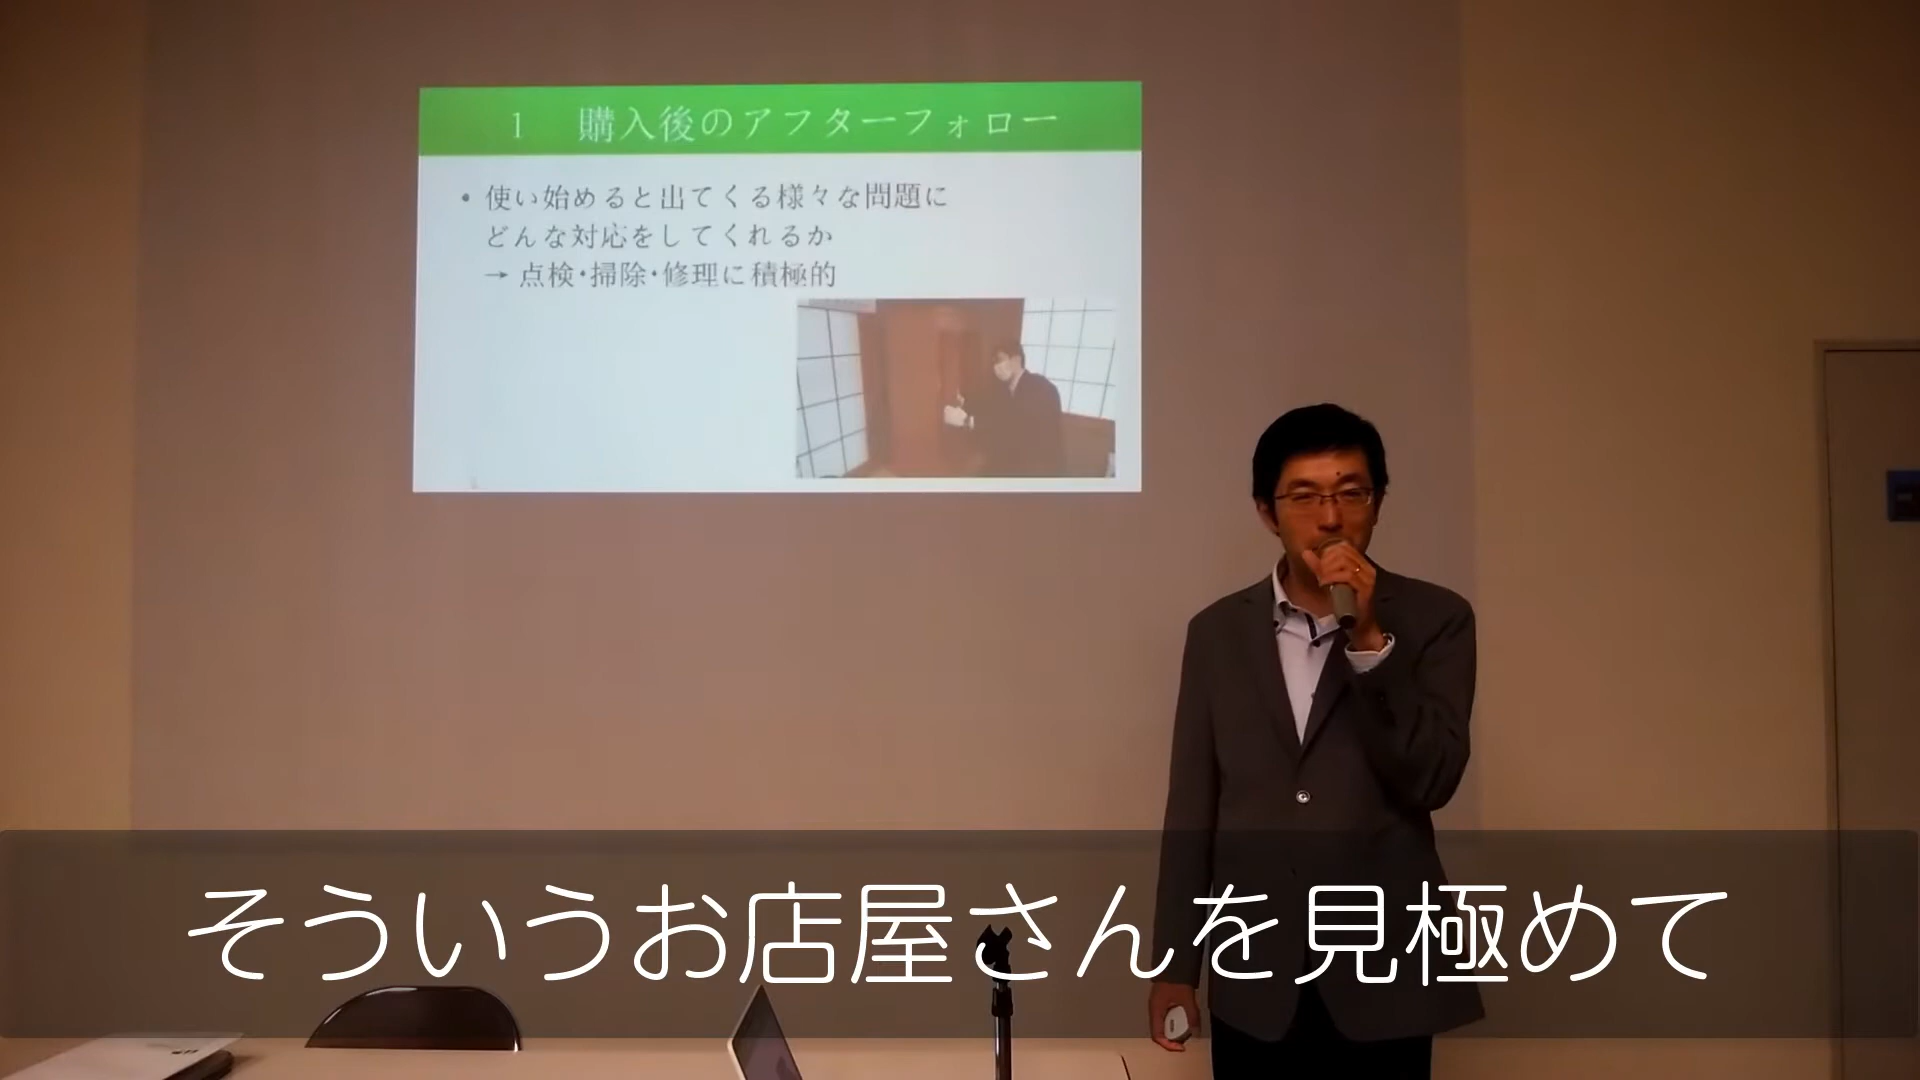 1 購入後のアフターフォロー
• 使い始めると出てくる様々な問題に
どんな対応をしてくれるか
→ 点検・掃除・修理に積極的
そういうお店屋さんを見極めて